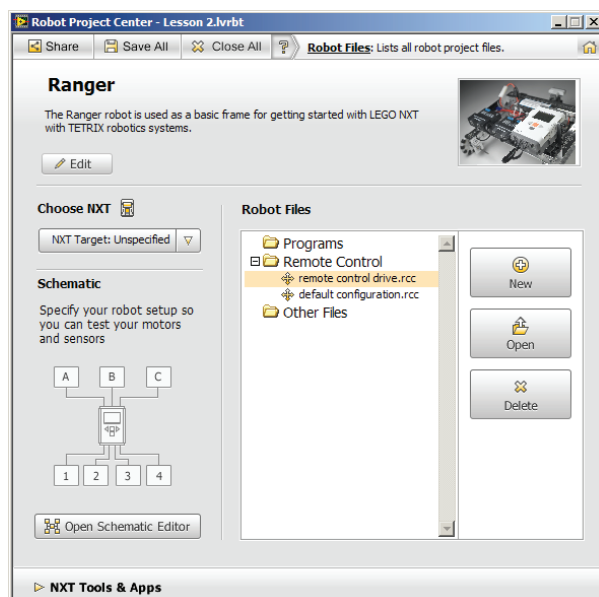 Robot Project Center - Lesson 2.lvrbt
Share Save All Close All ? Robot Files: Lists all robot project files.
Ranger
The Ranger robot is used as a basic frame for getting started with LEGO NXT
with TETRIX robotics systems.
Edit
Choose NXT
NXT Target: Unspecified
Schematic
Specify your robot setup so
you can test your motors
and sensors
A B C
1 2 3 4
Open Schematic Editor
Robot Files
Programs
Remote Control
remote control drive.rcc
default configuration.rcc
Other Files
New
Open
Delete
NXT Tools & Apps